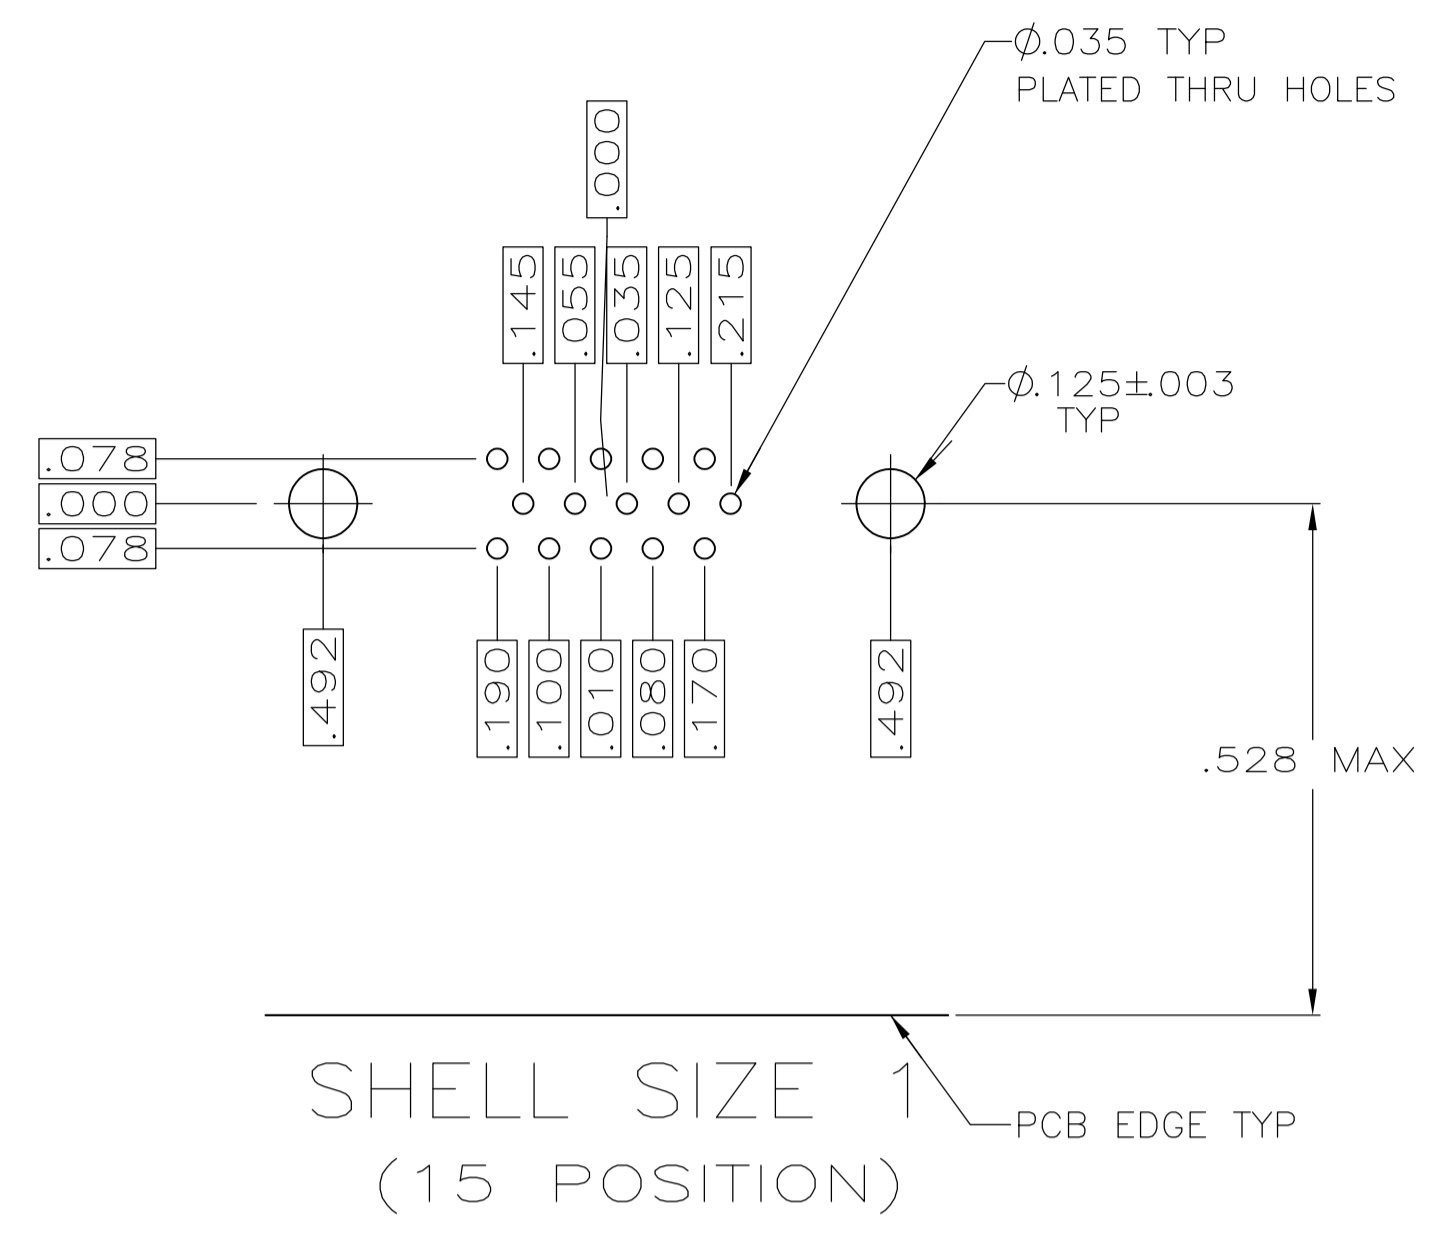 Ø.035 TYP
PLATED THRU HOLES
.000
.145
.055
.035
.125
.215
Ø.125±.003
TYP
.078
.000
.078
.492
.190
.100
.010
.080
.170
.492
.528 MAX
SHELL SIZE 1
PCB EDGE TYP
(15 POSITION)